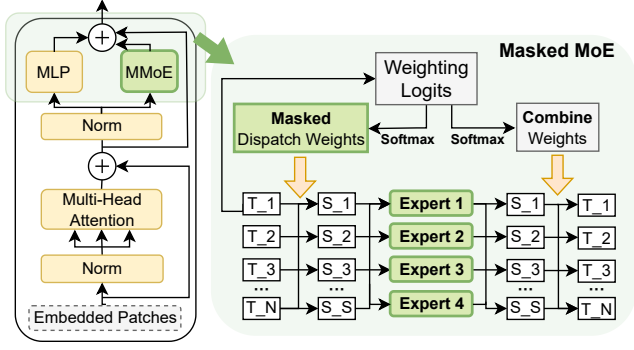 MLP
MMoE
Norm
Multi-Head
Attention
Norm
Embedded Patches
Masked MoE
Weighting
Logits
Masked
Dispatch Weights
Softmax
Softmax
Combine
Weights
T_1 S_1 Expert 1 S_1 T_1
T_2 S_2 Expert 2 S_2 T_2
T_3 S_3 Expert 3 S_3 T_3
... ... ... ...
T_N S_S Expert 4 S_S T_N